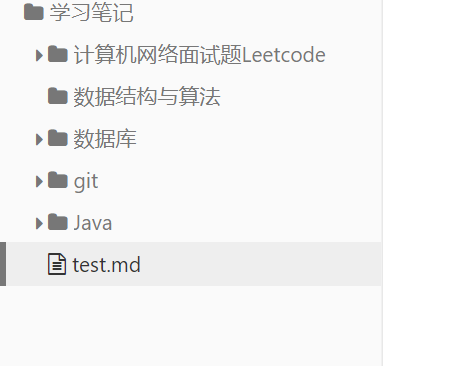 学习笔记
计算机网络面试题Leetcode
数据结构与算法
数据库
git
Java
test.md